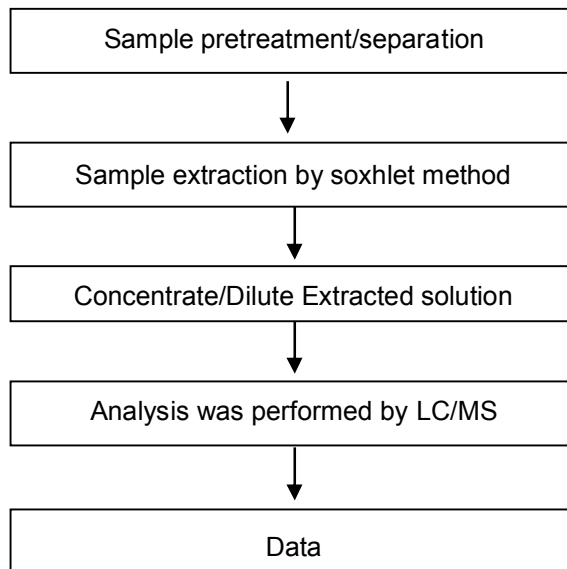 Sample pretreatment/separation
Sample extraction by soxhlet method
Concentrate/Dilute Extracted solution
Analysis was performed by LC/MS
Data